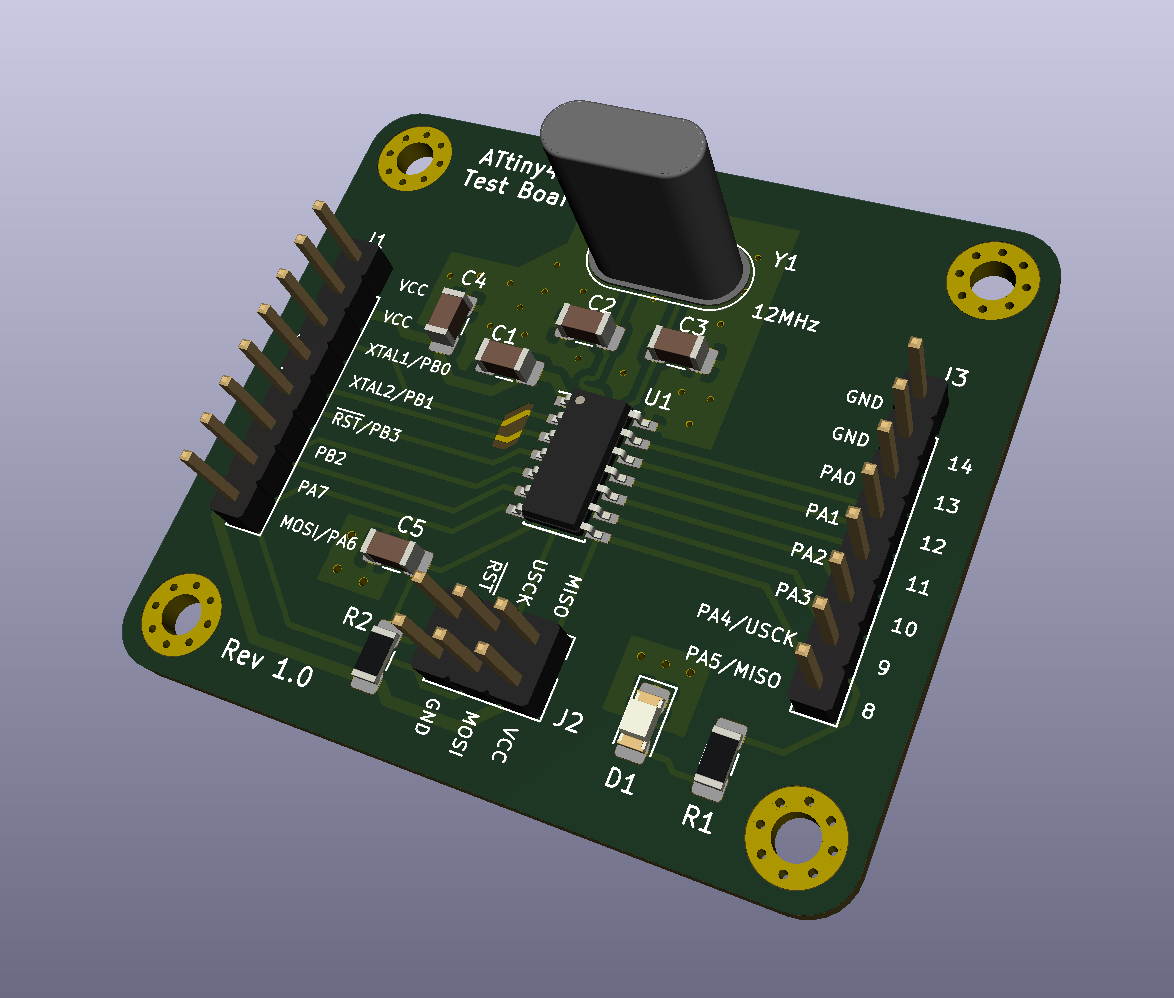 ATtiny4
Test Boar
J1
VCC
VCC
XTAL1/PB0
XTAL2/PB1
RST/PB3
PB2
PA7
MOSI/PA6
C4
C1
C2
C3
Y1
12MHz
U1
J3
GND
GND
PA0
PA1
PA2
PA3
PA4/USCK
PA5/MISO
14
13
12
11
10
9
8
C5
RST
USCK
MISO
R2
Rev 1.0
GND
MOSI
VCC
J2
D1
R1